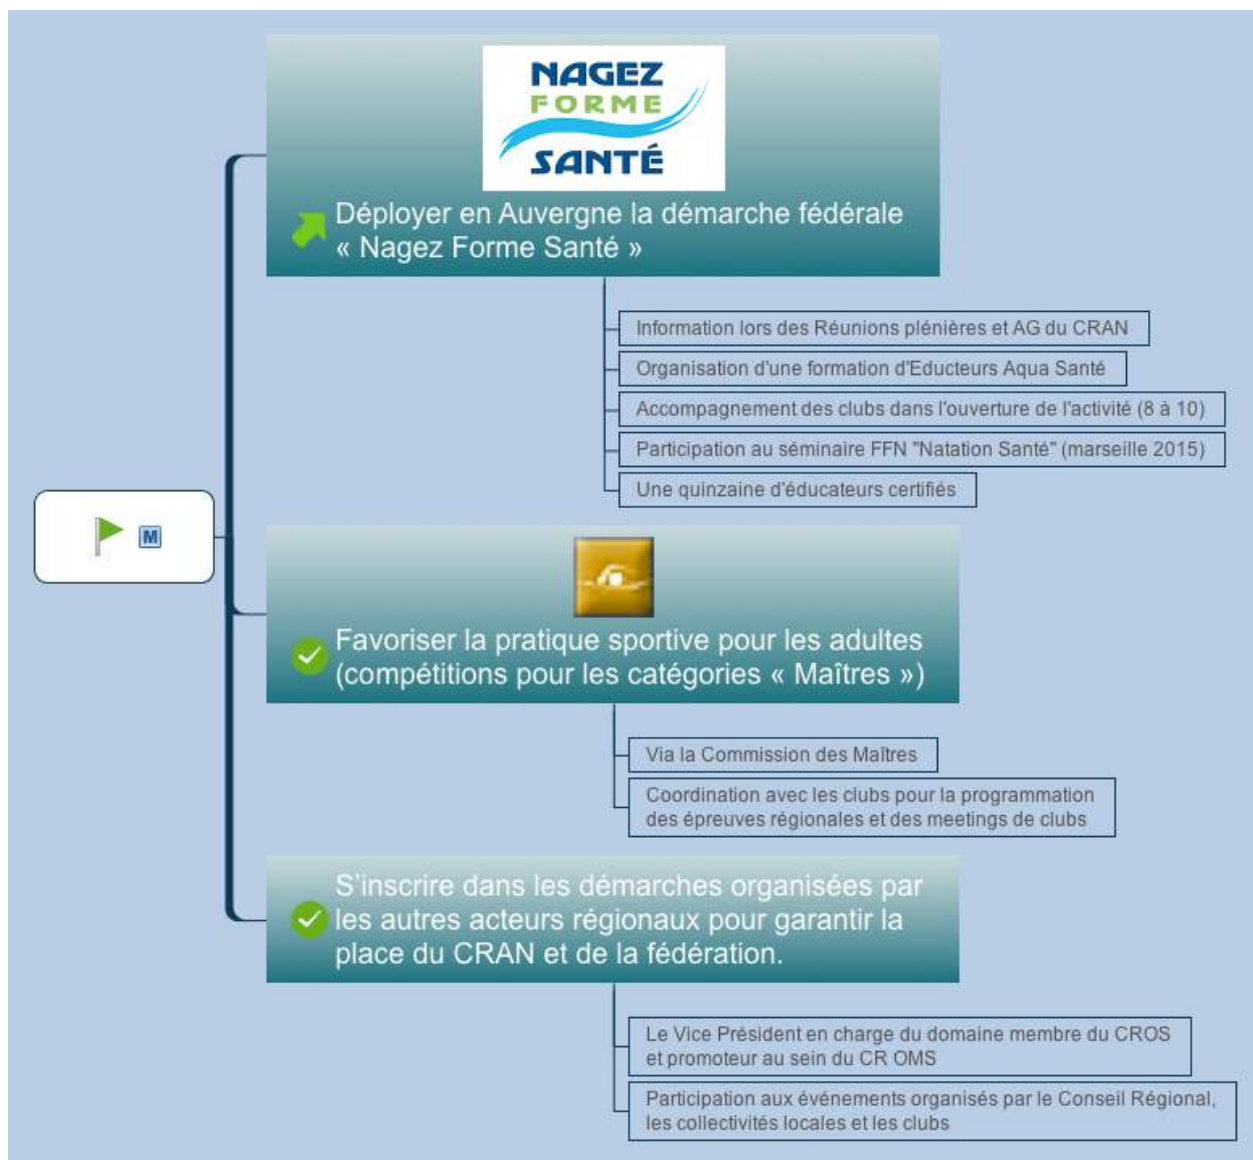 NAGEZ
FORME
SANTÉ
Déployer en Auvergne la démarche fédérale
« Nagez Forme Santé »
Information lors des Réunions plénières et AG du CRAN
Organisation d'une formation d'Educteurs Aqua Santé
Accompagnement des clubs dans l'ouverture de l'activité (8 à 10)
Participation au séminaire FFN "Natation Santé" (marseille 2015)
Une quinzaine d'éducateurs certifiés
M
Favoriser la pratique sportive pour les adultes
(compétitions pour les catégories « Maîtres »)
Via la Commission des Maîtres
Coordination avec les clubs pour la programmation
des épreuves régionales et des meetings de clubs
S'inscrire dans les démarches organisées par
les autres acteurs régionaux pour garantir la
place du CRAN et de la fédération.
Le Vice Président en charge du domaine membre du CROS
et promoteur au sein du CR OMS
Participation aux événements organisés par le Conseil Régional,
les collectivités locales et les clubs